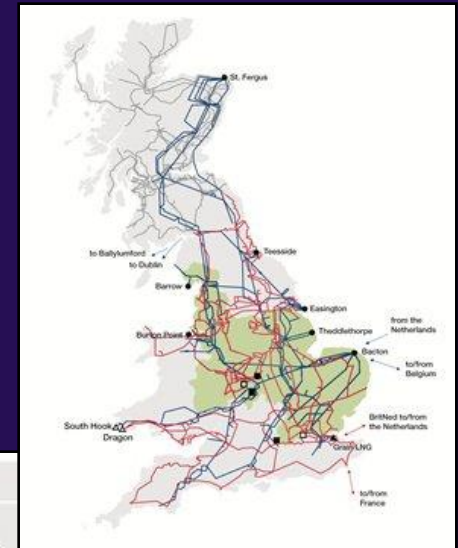 St. Fergus
to Ballylumford
to Dublin
Teesside
Barrow
Easington
Burton Point
Theddlethorpe
from the
Netherlands
Bacton
to/from
Belgium
South Hook
Dragon
BritNed to/from
the Netherlands
Grain LNG
to/from
France